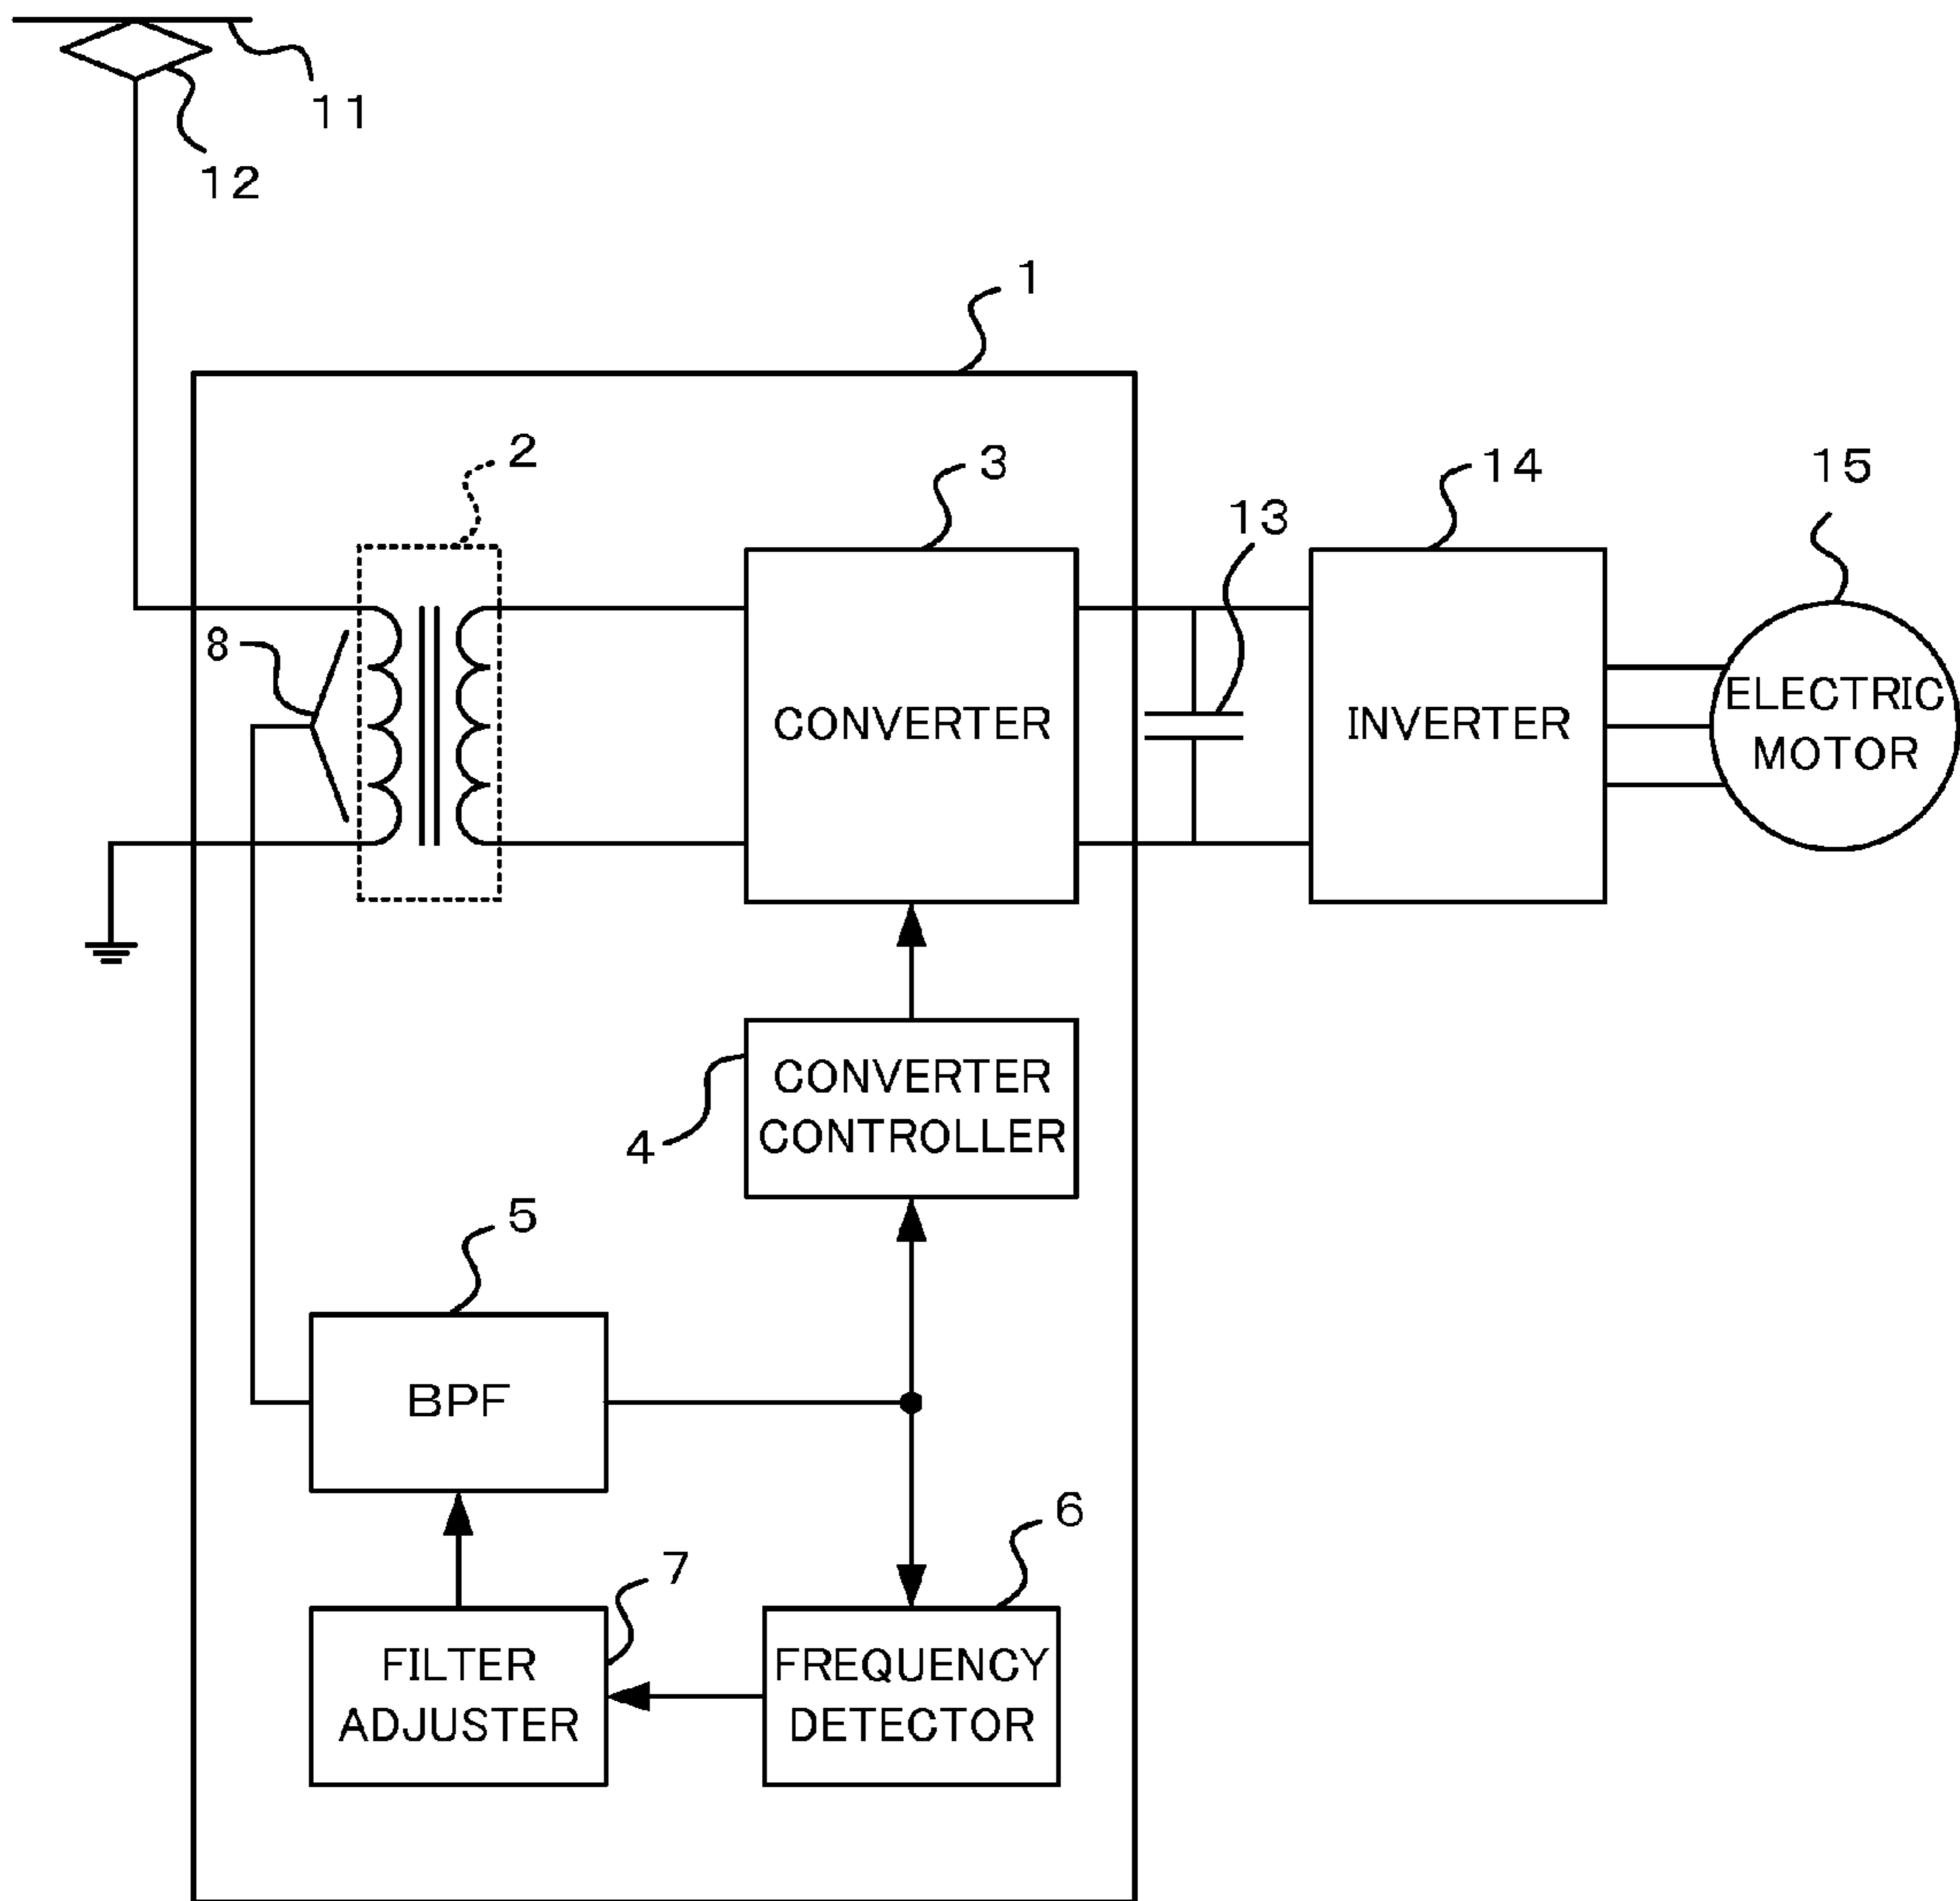 11
12
1
2
3
14
15
13
8
CONVERTER
INVERTER
ELECTRIC
MOTOR
CONVERTER
CONTROLLER
4
5
BPF
6
7
FILTER
ADJUSTER
FREQUENCY
DETECTOR